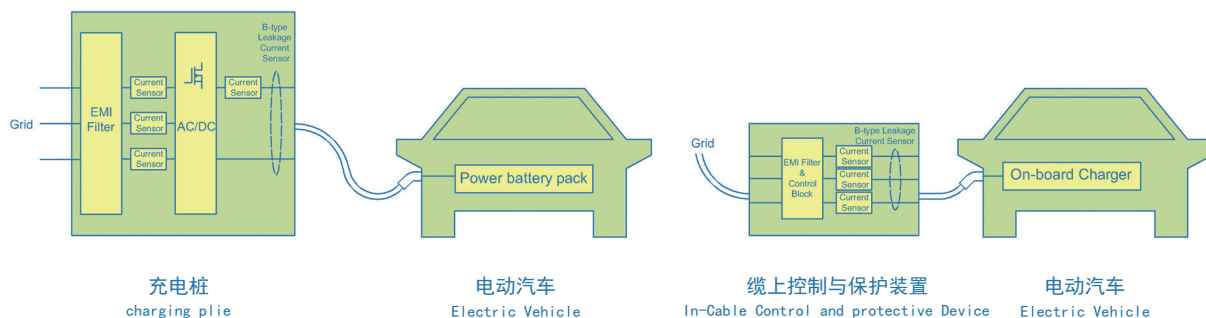 B-type
Leakage
Current
Sensor
Grid
EMI
Filter
Current
Sensor
Current
Sensor
Current
Sensor
AC/DC
Current
Sensor
Power battery pack
Grid
EMI Filter
&
Control
Block
B-type Leakage
Current Sensor
Current
Sensor
Current
Sensor
Current
Sensor
On-board Charger
充电桩
charging plie
电动汽车
Electric Vehicle
缆上控制与保护装置
In-Cable Control and protective Device
电动汽车
Electric Vehicle